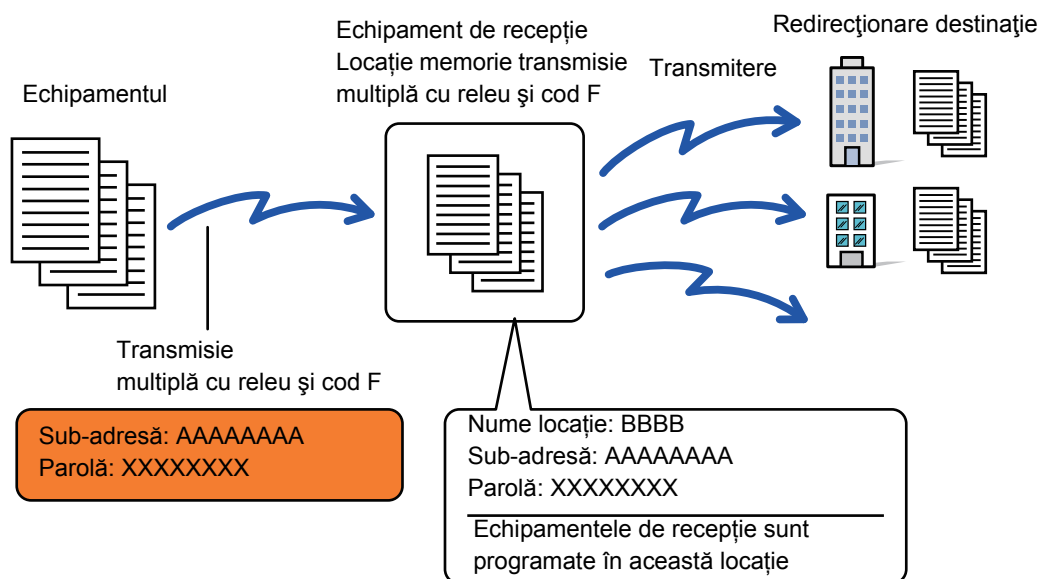 Echipamentul
Echipament de recepție
Locație memorie transmisie
multiplă cu releu şi cod F
Transmitere
Redirecţionare destinaţie
Transmisie
multiplă cu releu şi cod F
Sub-adresă: AAAAAAAA
Parolă: XXXXXXXX
Nume locație: BBBB
Sub-adresă: AAAAAAAA
Parolă: XXXXXXXX
Echipamentele de recepție sunt
programate în această locație